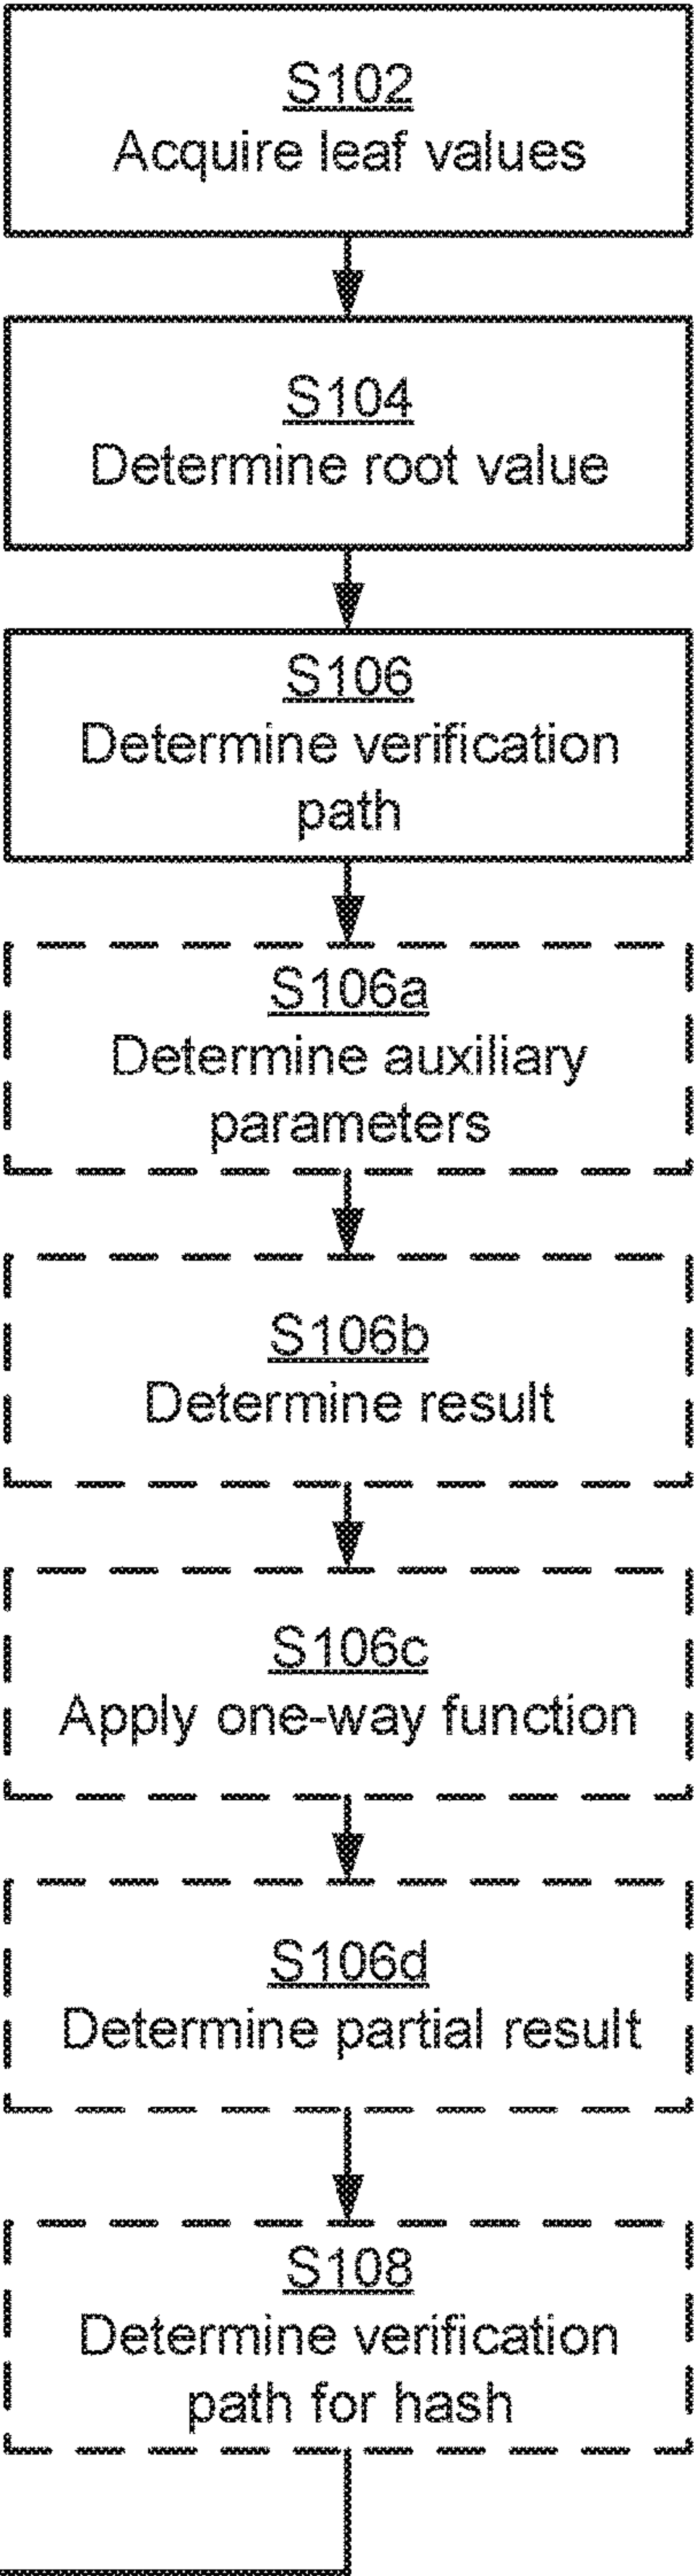 S102
Acquire leaf values
S104
Determine root value
S106
Determine verification
path
S106a
Determine auxiliary
parameters
S106b
Determine result
S106c
Apply one-way function
S106d
Determine partial result
S108
Determine verification
path for hash